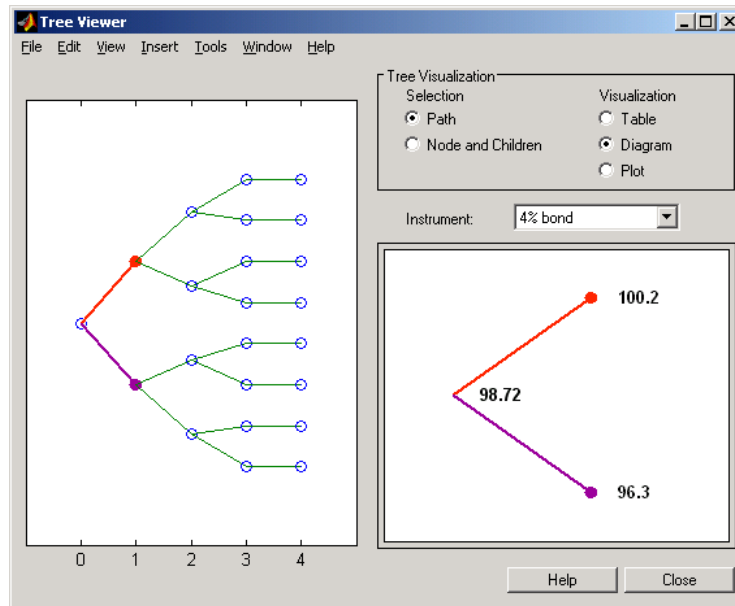 Tree Viewer
File Edit View Insert Tools Window Help
Tree Visualization
Selection
Visualization
Path
Table
Node and Children
Diagram
Plot
Instrument: 4% bond
100.2
98.72
96.3
0 1 2 3 4
Help Close